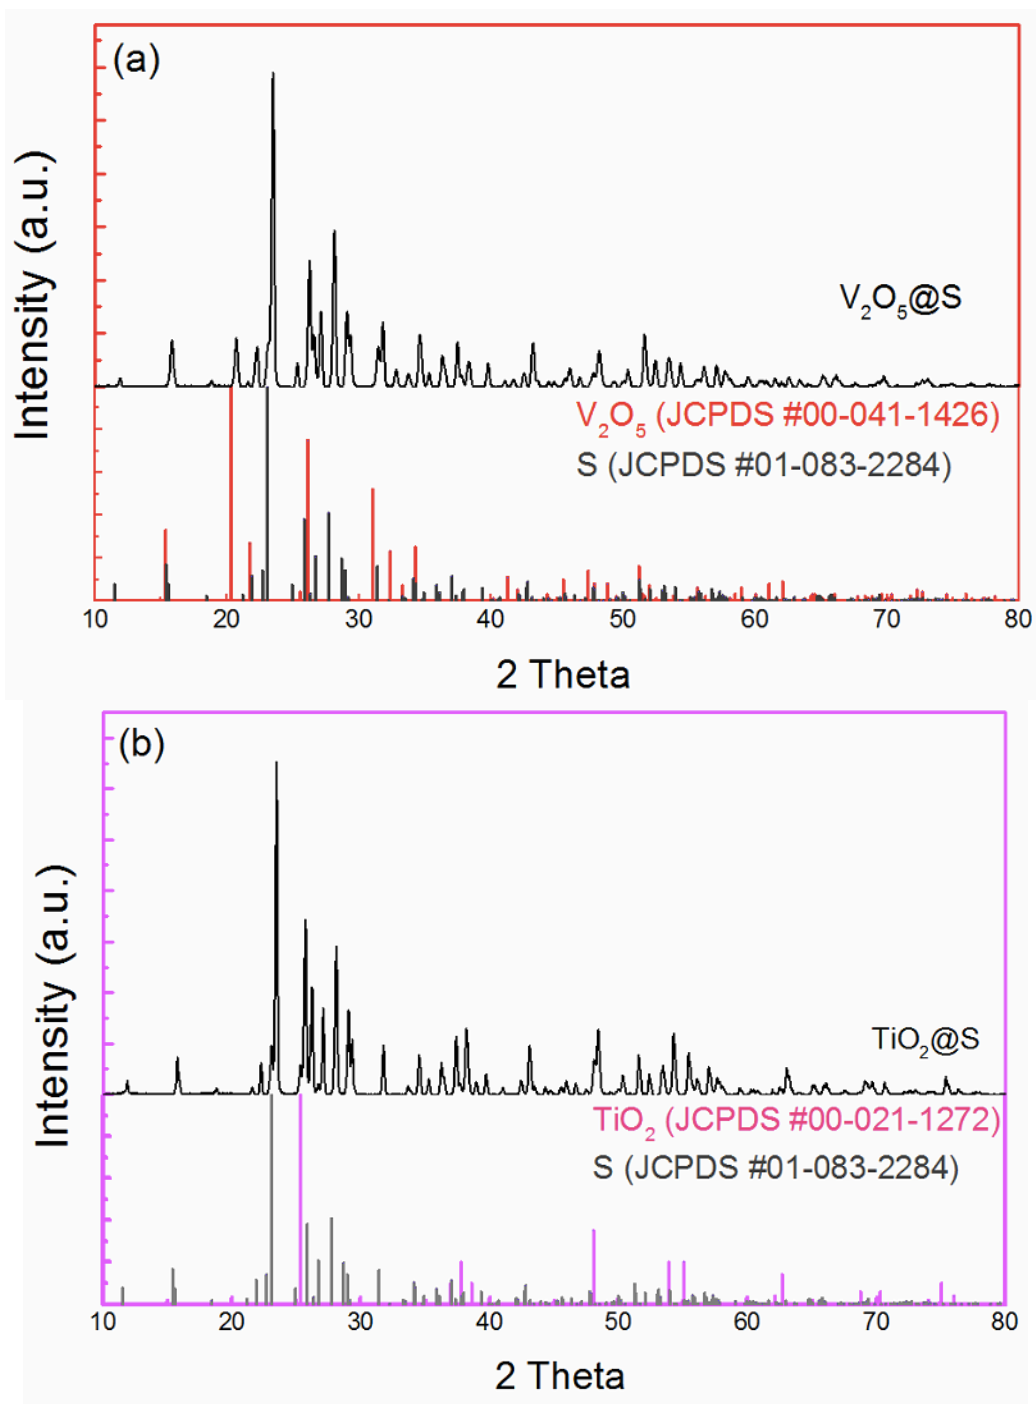 (a)
Intensity (a.u.)
V₂O₅@S
V₂O₅ (JCPDS #00-041-1426)
S (JCPDS #01-083-2284)
10 20 30 40 50 60 70 80
2 Theta
(b)
Intensity (a.u.)
TiO₂@S
TiO₂ (JCPDS #00-021-1272)
S (JCPDS #01-083-2284)
10 20 30 40 50 60 70 80
2 Theta